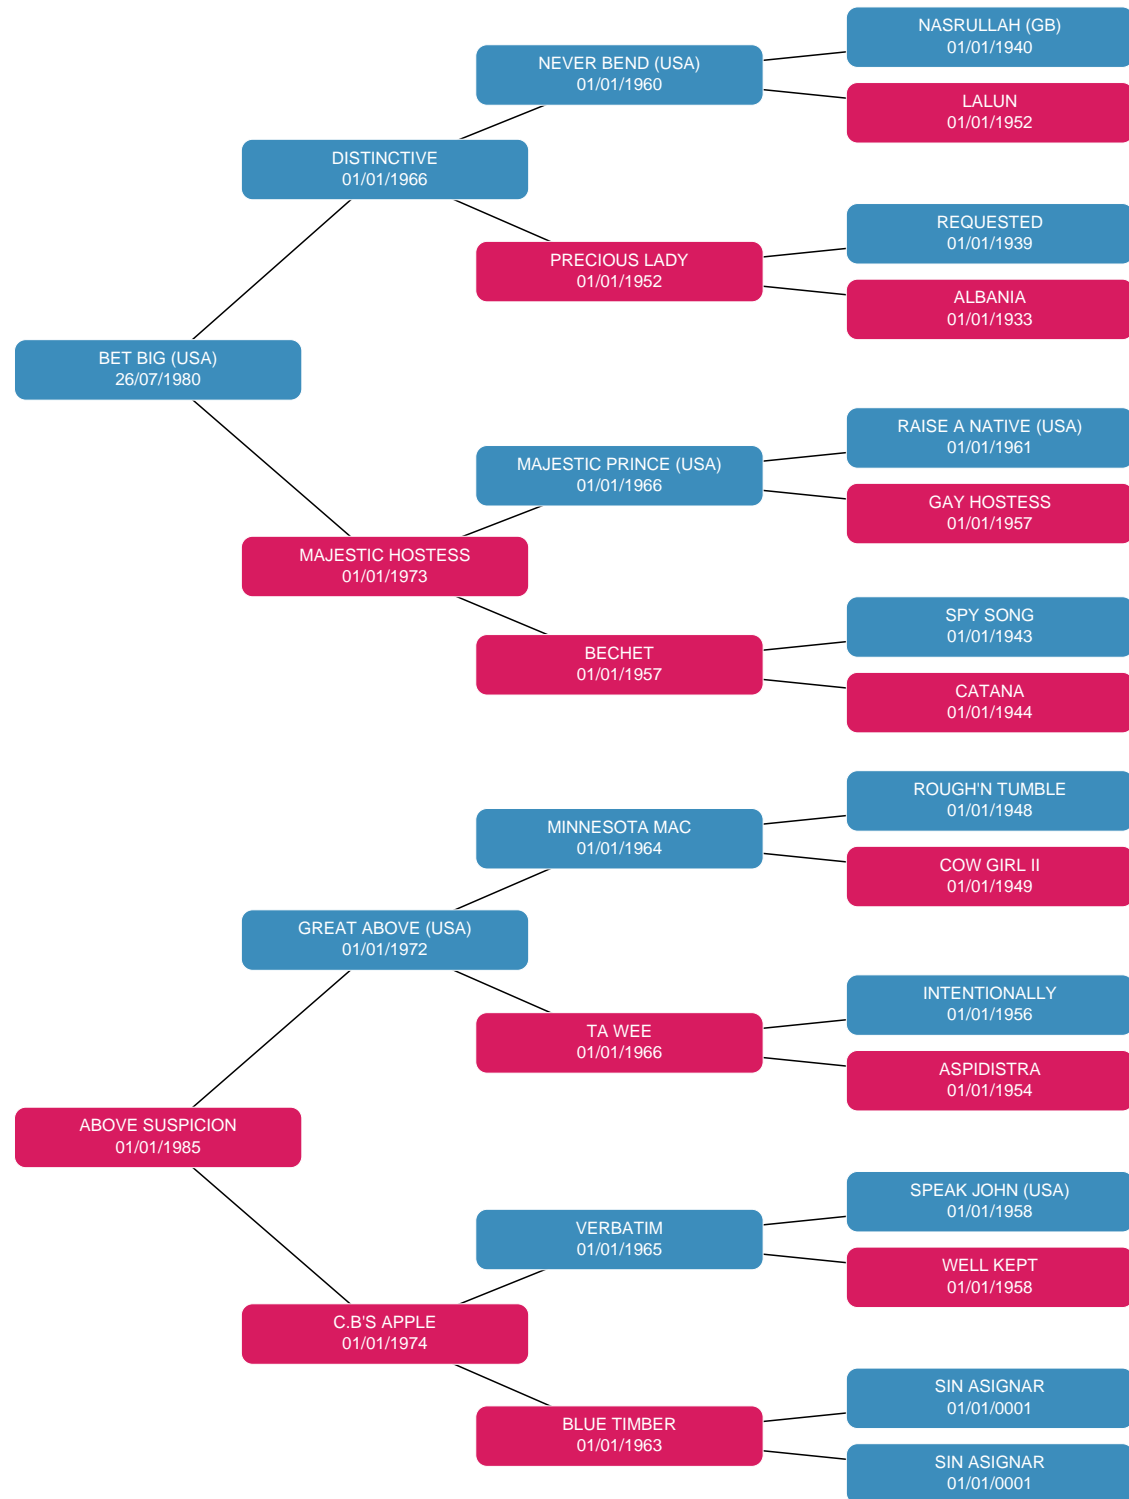 NASRULLAH (GB)
01/01/1940
NEVER BEND (USA)
01/01/1960
LALUN
01/01/1952
DISTINCTIVE
01/01/1966
REQUESTED
01/01/1939
PRECIOUS LADY
01/01/1952
ALBANIA
01/01/1933
BET BIG (USA)
26/07/1980
RAISE A NATIVE (USA)
01/01/1961
MAJESTIC PRINCE (USA)
01/01/1966
GAY HOSTESS
01/01/1957
MAJESTIC HOSTESS
01/01/1973
SPY SONG
01/01/1943
BECHET
01/01/1957
CATANA
01/01/1944
ROUGH'N TUMBLE
01/01/1948
MINNESOTA MAC
01/01/1964
COW GIRL II
01/01/1949
GREAT ABOVE (USA)
01/01/1972
INTENTIONALLY
01/01/1956
TA WEE
01/01/1966
ASPIDISTRA
01/01/1954
ABOVE SUSPICION
01/01/1985
SPEAK JOHN (USA)
01/01/1958
VERBATIM
01/01/1965
WELL KEPT
01/01/1958
C.B'S APPLE
01/01/1974
SIN ASIGNAR
01/01/0001
BLUE TIMBER
01/01/1963
SIN ASIGNAR
01/01/0001